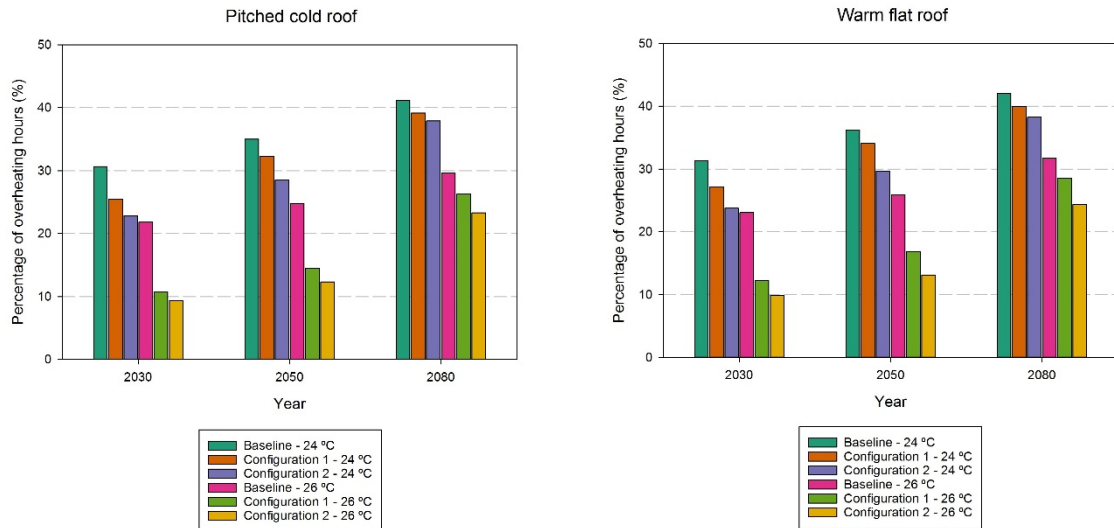 Pitched cold roof
Percentage of overheating hours (%)
50
40
30
20
10
0
2030 2050 2080
Year
Baseline - 24 ºC
Configuration 1 - 24 ºC
Configuration 2 - 24 ºC
Baseline - 26 ºC
Configuration 1 - 26 ºC
Configuration 2 - 26 ºC
Warm flat roof
Percentage of overheating hours (%)
50
40
30
20
10
0
2030 2050 2080
Year
Baseline - 24 ºC
Configuration 1 - 24 ºC
Configuration 2 - 24 ºC
Baseline - 26 ºC
Configuration 1 - 26 ºC
Configuration 2 - 26 ºC